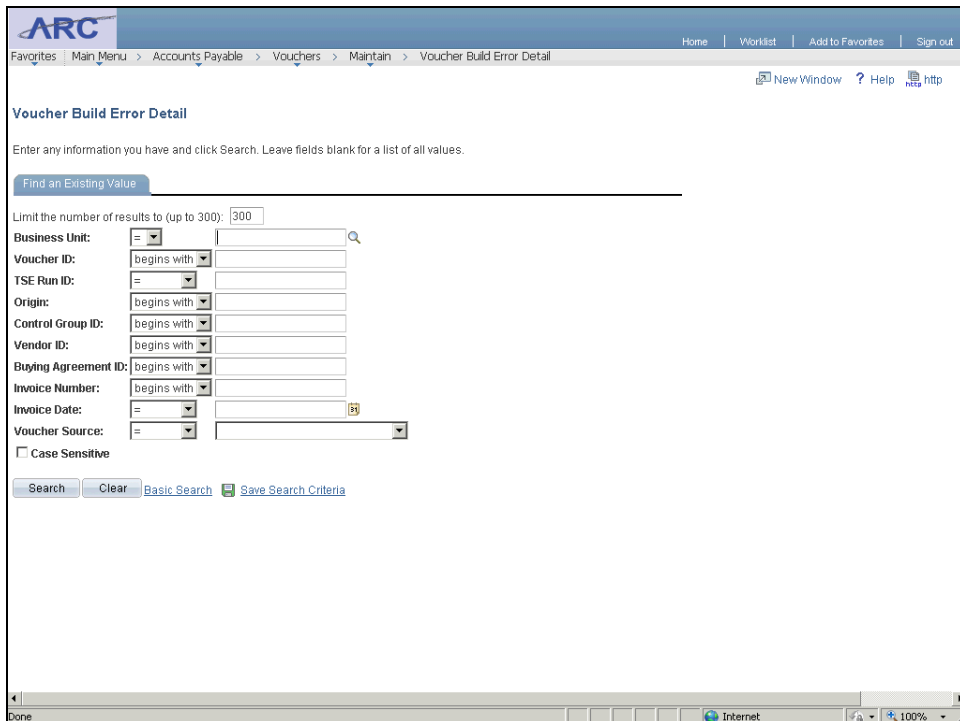 ARC
Home | Worklist | Add to Favorites | Sign out
Favorites Main Menu > Accounts Payable > Vouchers > Maintain > Voucher Build Error Detail
New Window ? Help http
Voucher Build Error Detail
Enter any information you have and click Search. Leave fields blank for a list of all values.
Find an Existing Value
Limit the number of results to (up to 300): 300
Business Unit: =
Voucher ID: begins with
TSE Run ID: =
Origin: begins with
Control Group ID: begins with
Vendor ID: begins with
Buying Agreement ID: begins with
Invoice Number: begins with
Invoice Date: = 31
Voucher Source: =
Case Sensitive
Search Clear Basic Search Save Search Criteria
Done Internet 100%